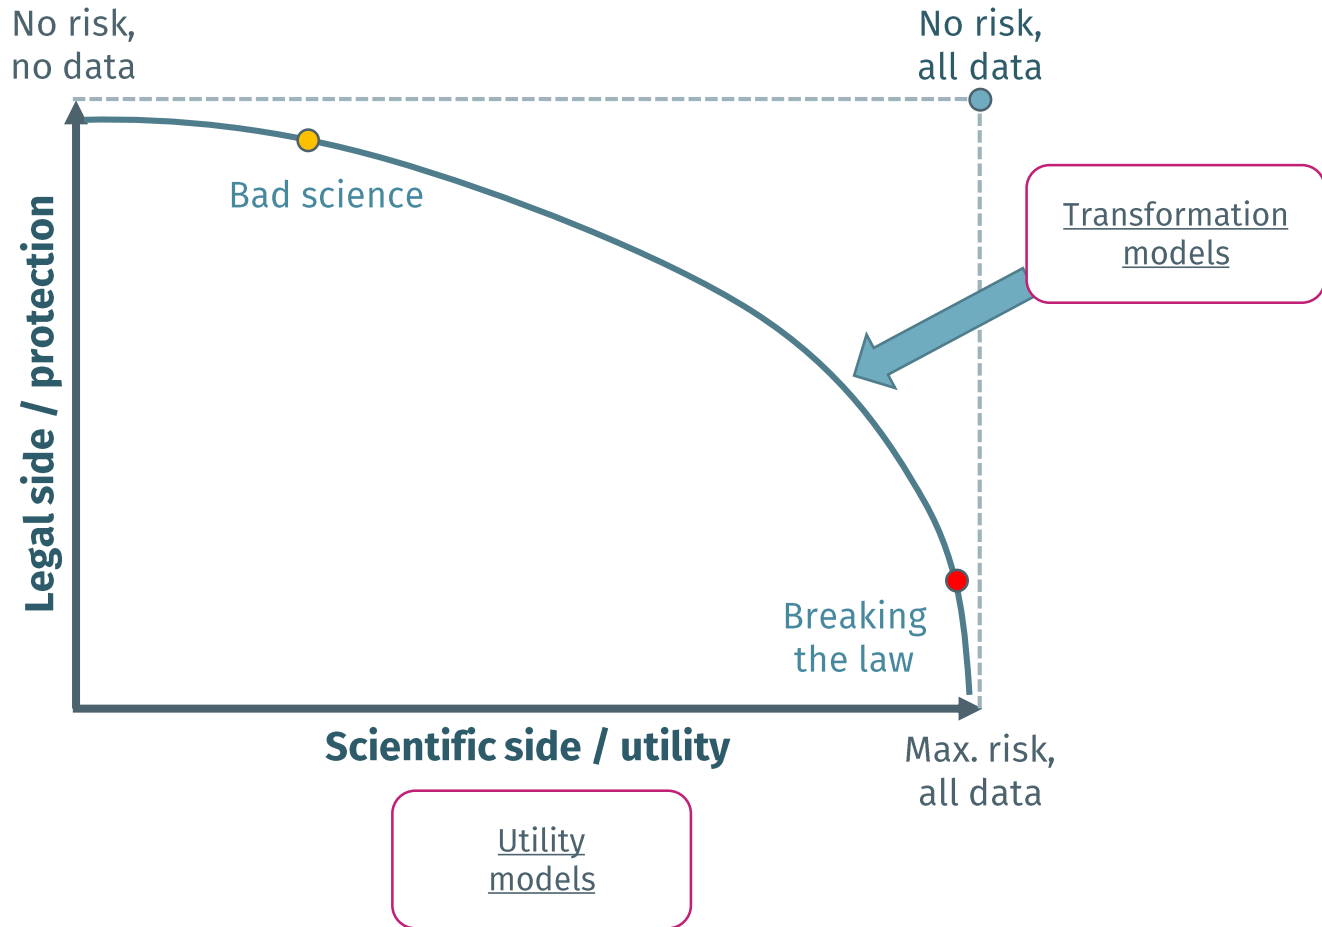 No risk,
no data
No risk,
all data
Bad science
Transformation
models
Legal side / protection
Breaking
the law
Scientific side / utility
Max. risk,
all data
Utility
models